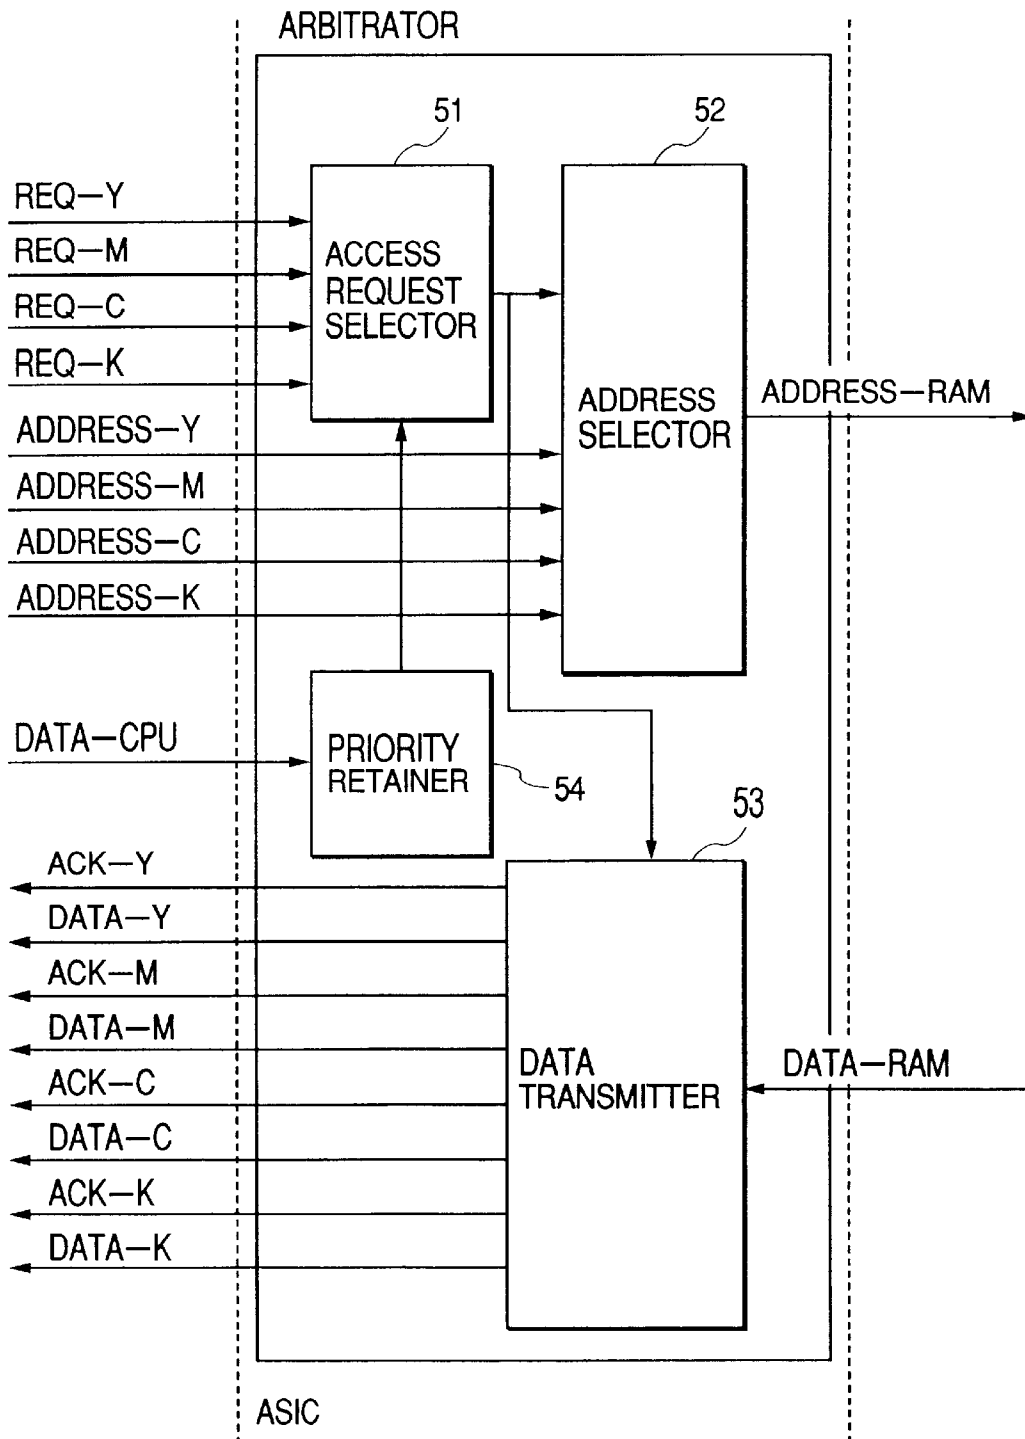 ARBITRATOR
51
52
REQ—Y
REQ—M
REQ—C
REQ—K
ACCESS
REQUEST
SELECTOR
ADDRESS
SELECTOR
ADDRESS—RAM
ADDRESS—Y
ADDRESS—M
ADDRESS—C
ADDRESS—K
DATA—CPU
PRIORITY
RETAINER
54
53
ACK—Y
DATA—Y
ACK—M
DATA—M
ACK—C
DATA—C
ACK—K
DATA—K
DATA
TRANSMITTER
DATA—RAM
ASIC